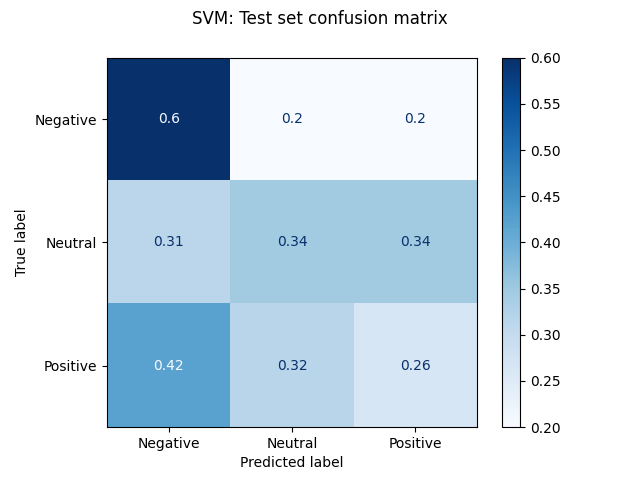 SVM: Test set confusion matrix
0.60
Negative 0.6 0.2 0.2
0.55
0.50
0.45
True label
Neutral 0.31 0.34 0.34
0.40
0.35
Positive 0.42 0.32 0.26
0.30
0.25
0.20
Negative Neutral Positive
Predicted label